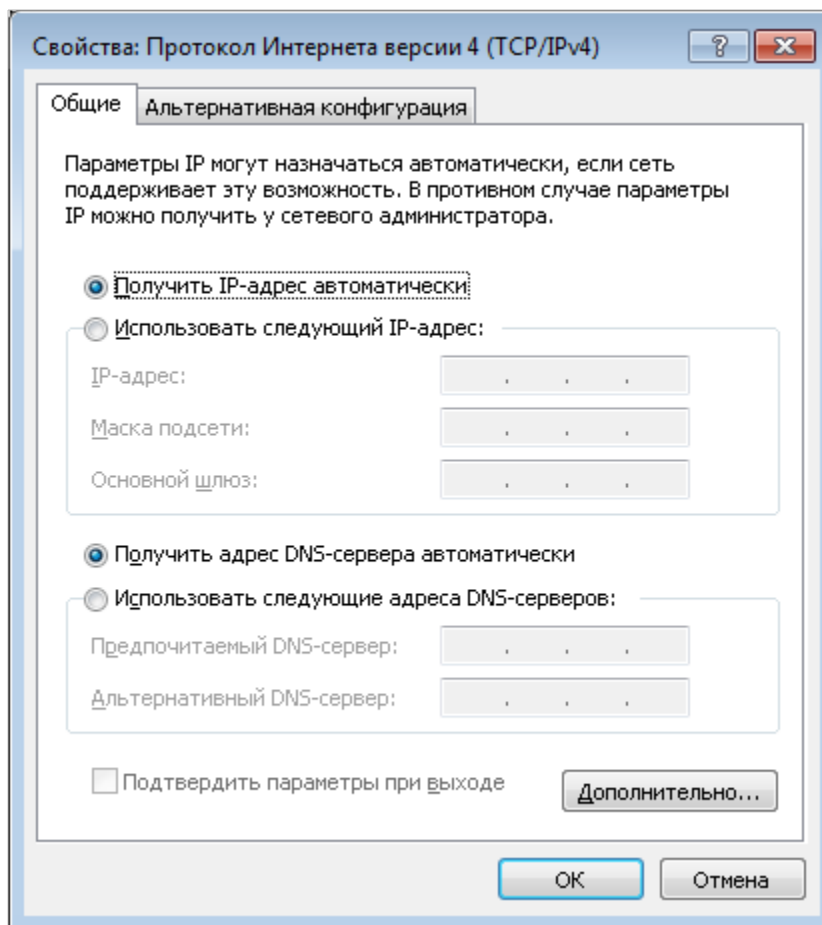 Свойства: Протокол Интернета версии 4 (TCP/IPv4)
Общие
Альтернативная конфигурация
Параметры IP могут назначаться автоматически, если сеть
поддерживает эту возможность. В противном случае параметры
IP можно получить у сетевого администратора.
Получить IP-адрес автоматически
Использовать следующий IP-адрес:
IP-адрес:
Маска подсети:
Основной шлюз:
Получить адрес DNS-сервера автоматически
Использовать следующие адреса DNS-серверов:
Предпочитаемый DNS-сервер:
Альтернативный DNS-сервер:
Подтвердить параметры при выходе
Дополнительно...
ОК
Отмена